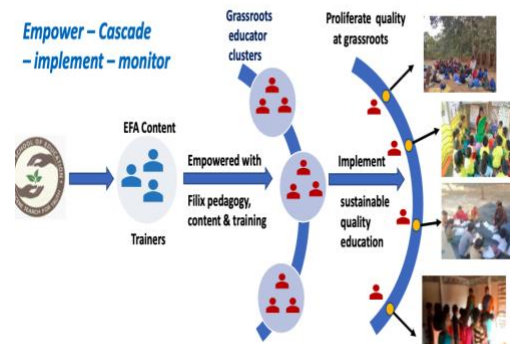 Empower – Cascade
– implement – monitor
Grassroots
educator
clusters
Proliferate quality
at grassroots
EFA Content
Trainers
Empowered with
Filix pedagogy,
content & training
Implement
sustainable
quality
education